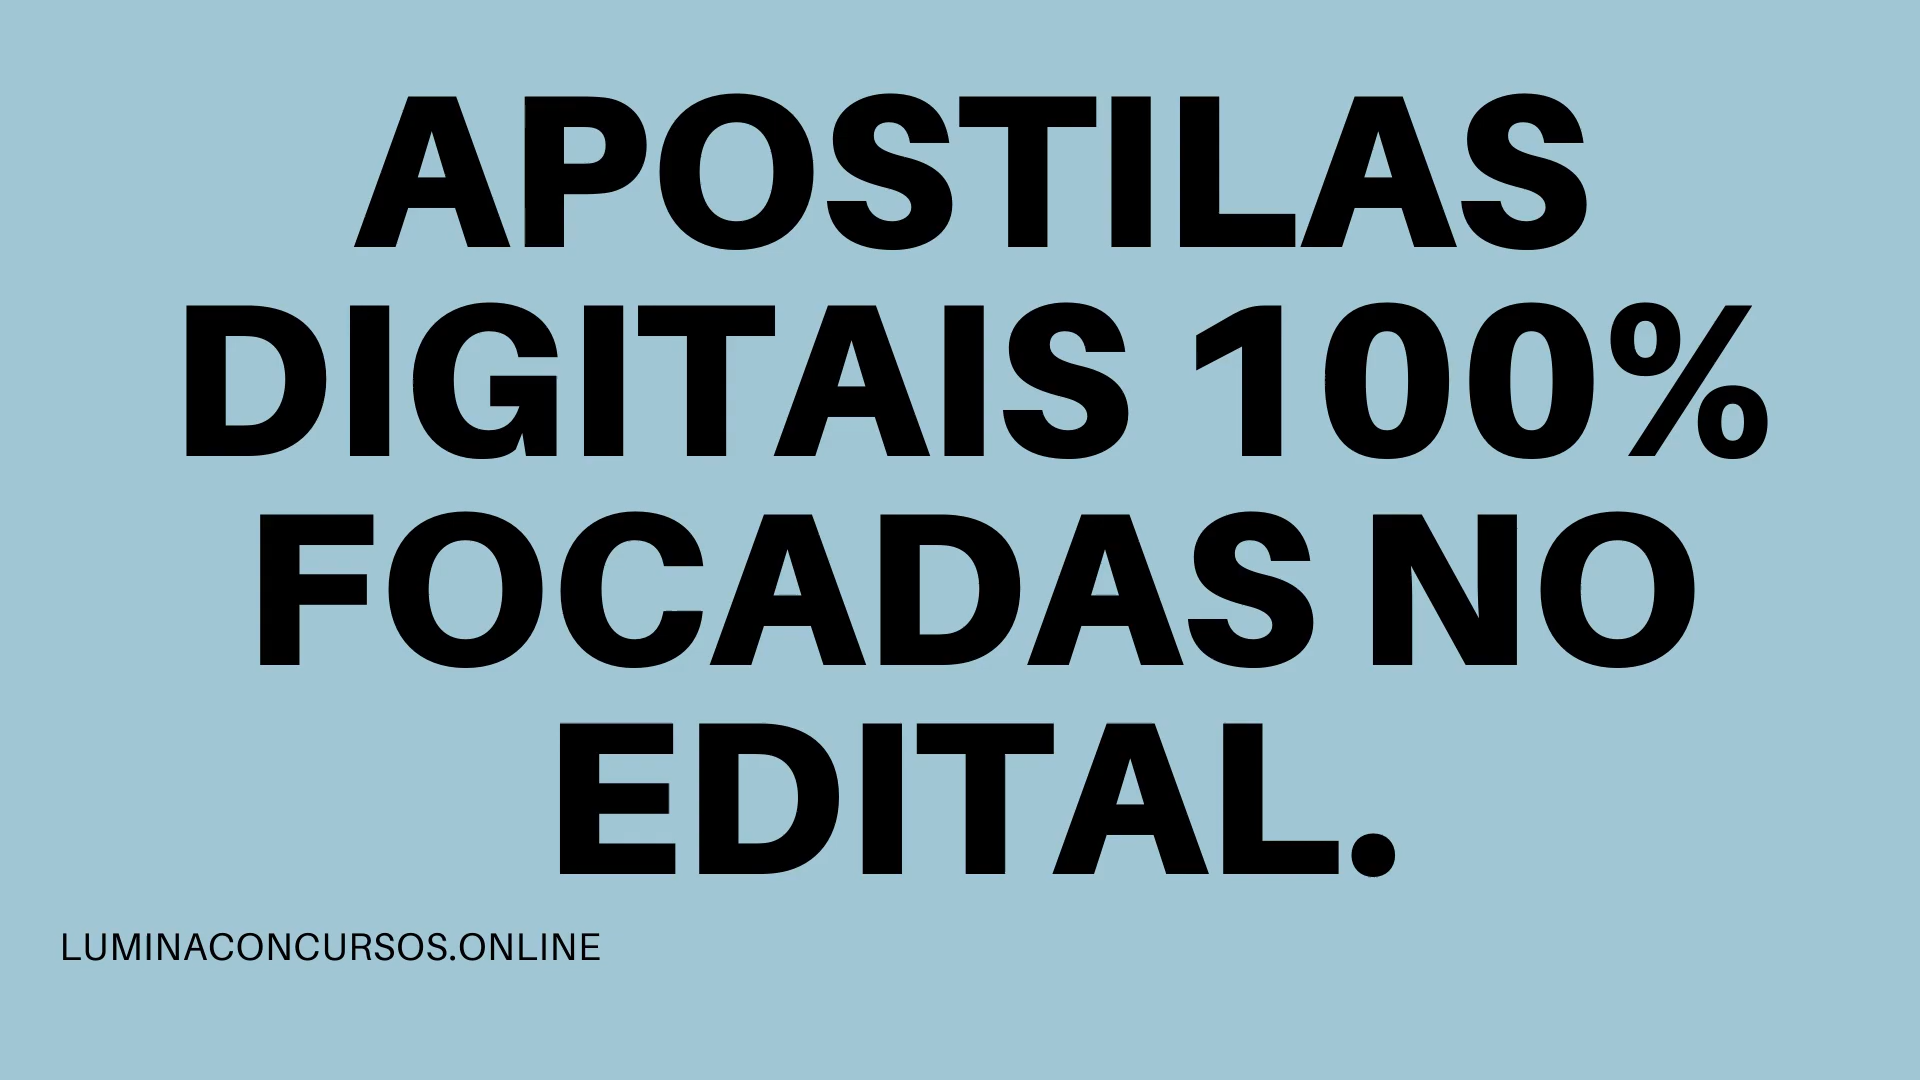 APOSTILAS
DIGITAIS 100%
FOCADAS NO
EDITAL.
LUMINACONCURSOS.ONLINE